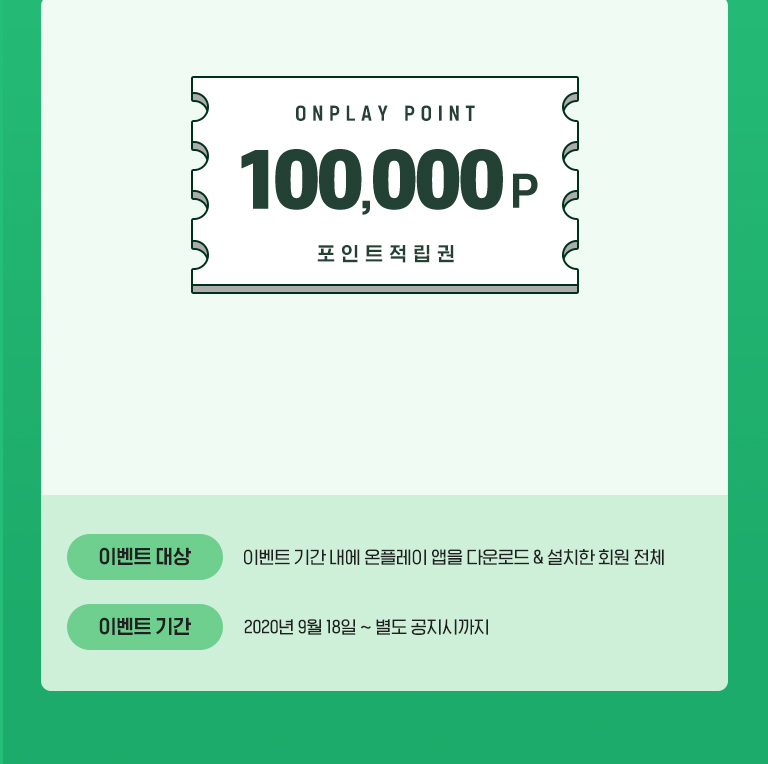 ONPLAY POINT
100,000 P
포인트적립권
이벤트 대상 이벤트 기간 내에 온플레이 앱을 다운로드 & 설치한 회원 전체
이벤트 기간 2020년 9월 18일 ~ 별도 공지시까지